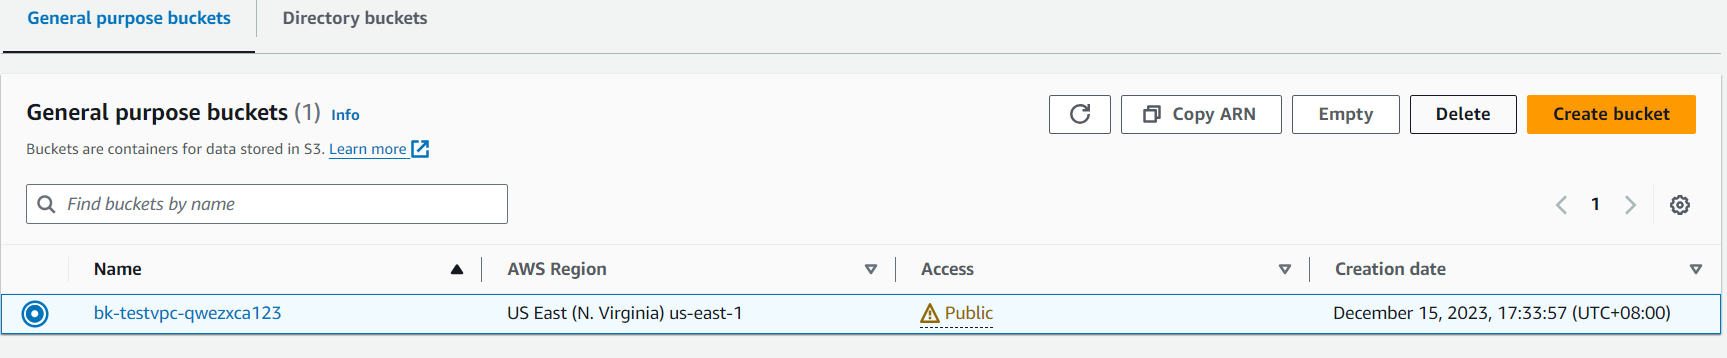 General purpose buckets Directory buckets
General purpose buckets (1) Info Copy ARN Empty Delete Create bucket
Buckets are containers for data stored in S3. Learn more
Find buckets by name 1
Name AWS Region Access Creation date
bk-testvpc-qwezxca123 US East (N. Virginia) us-east-1 Public December 15, 2023, 17:33:57 (UTC+08:00)